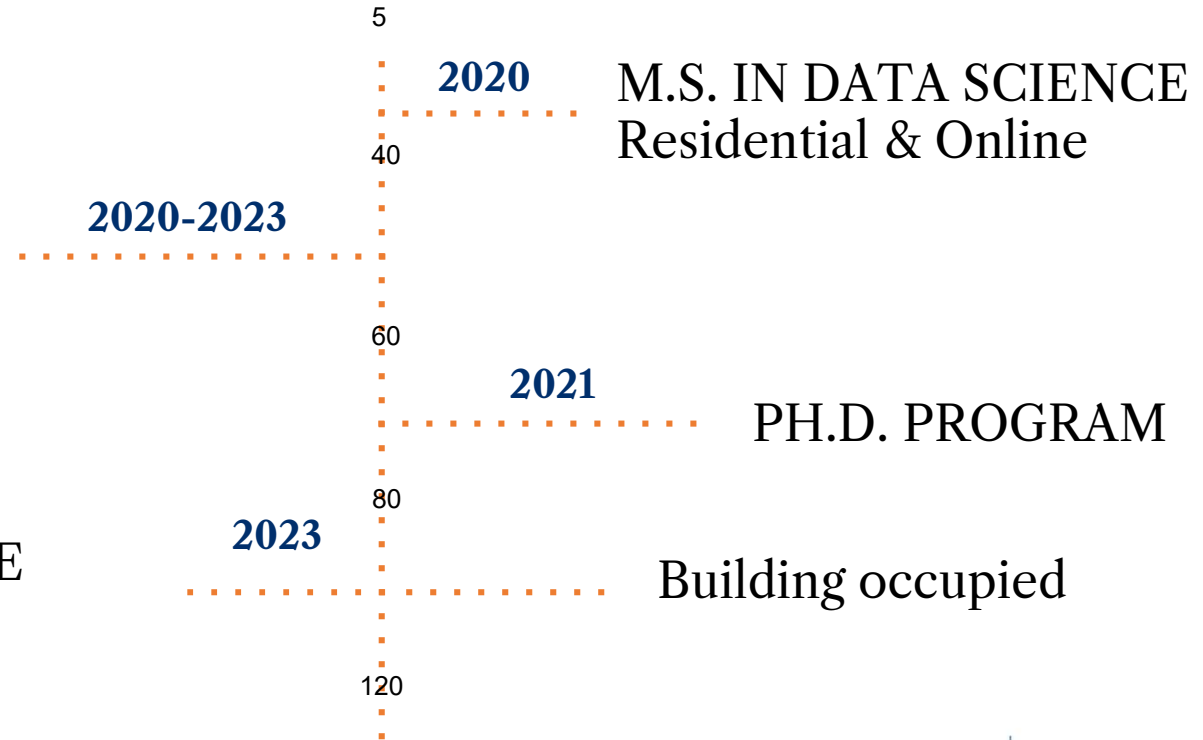 5
2020
M.S. IN DATA SCIENCE
Residential & Online
40
2020-2023
60
2021
PH.D. PROGRAM
80
2023
E
Building occupied
120